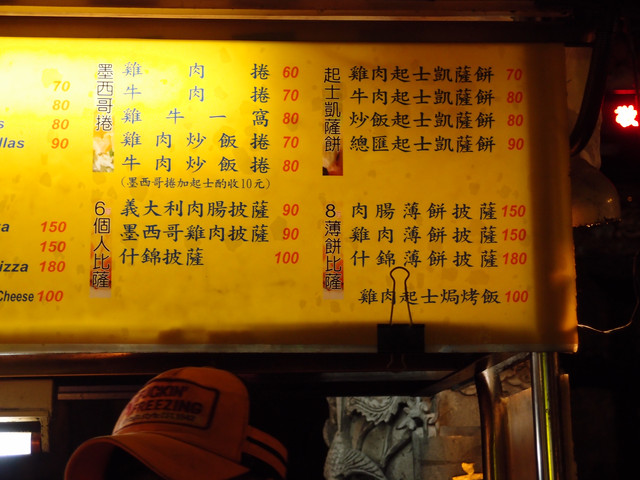 70
80
s 80
llas 90
a 150
150
izza 180
Cheese 100
墨西哥捲
雞肉捲 60
牛肉捲 70
雞牛一窩 80
雞肉炒飯捲 70
牛肉炒飯捲 80
(墨西哥捲加起士酌收10元)
6個人比薩
義大利肉腸披薩 90
墨西哥雞肉披薩 90
什錦披薩 100
起士凱薩餅
雞肉起士凱薩餅 70
牛肉起士凱薩餅 80
炒飯起士凱薩餅 80
總匯起士凱薩餅 90
8薄餅比薩
肉腸薄餅披薩 150
雞肉薄餅披薩 150
什錦薄餅披薩 180
雞肉起士焗烤飯 100
FREEZING